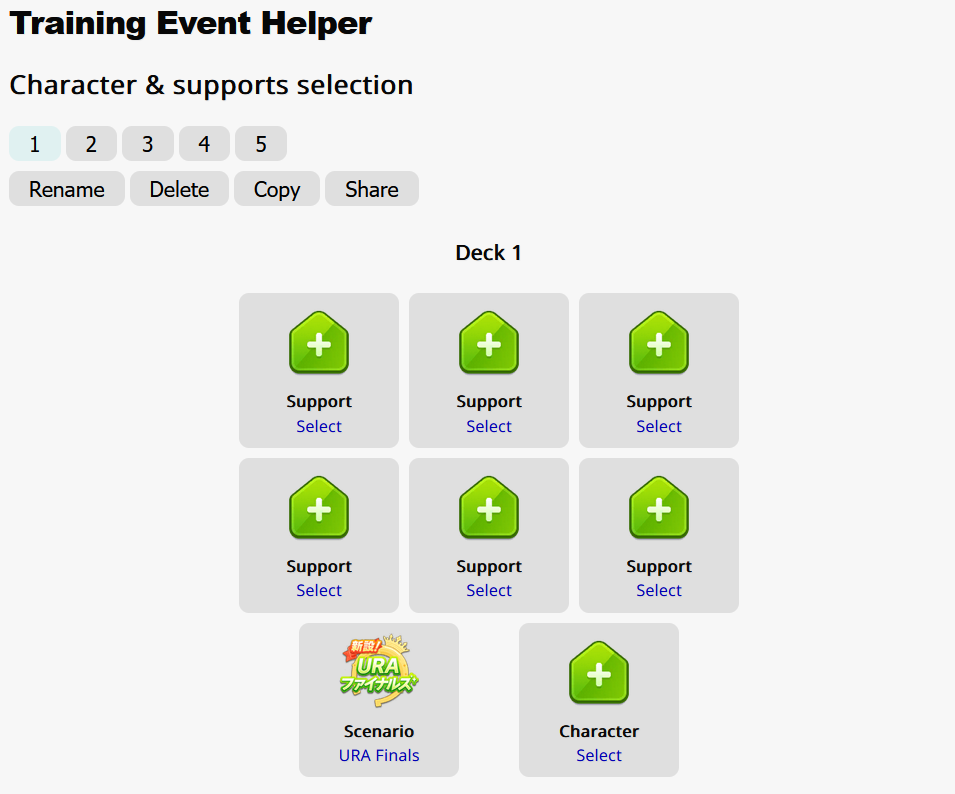 Training Event Helper
Character & supports selection
1 2 3 4 5
Rename Delete Copy Share
Deck 1
Support Support Support
Select Select Select
Support Support Support
Select Select Select
新設!
URA
ファイナルズ
Scenario Character
URA Finals Select